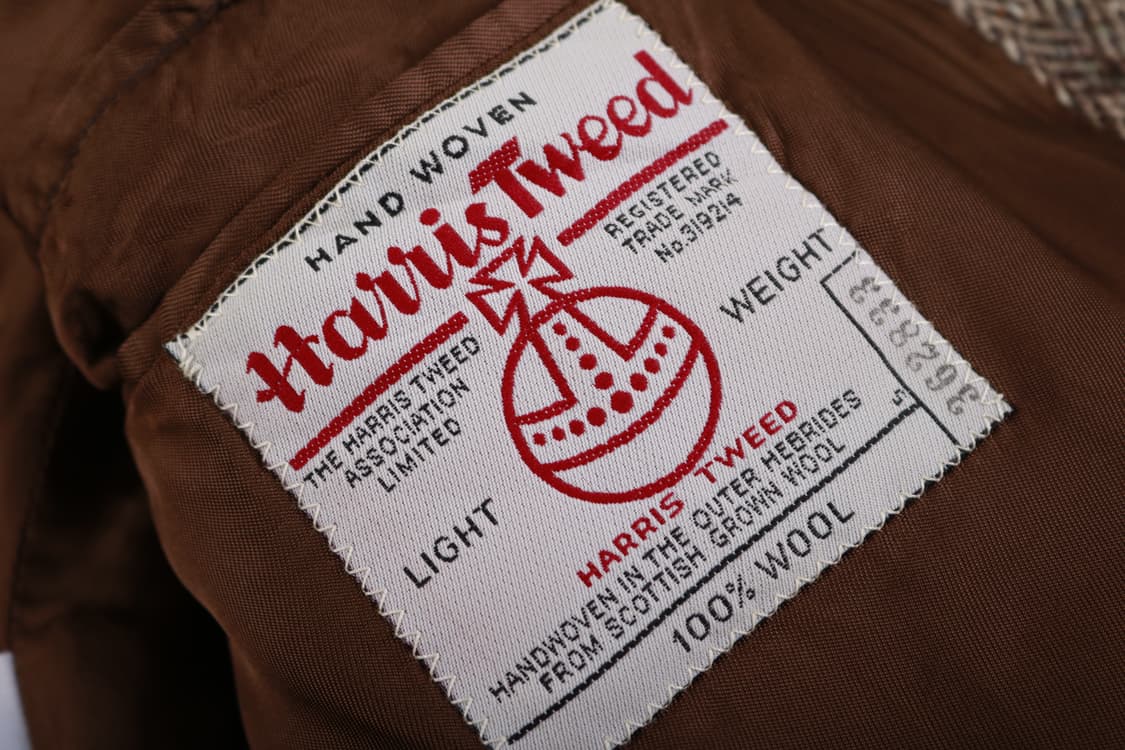 HAND WOVEN
Harris Tweed
THE HARRIS TWEED
ASSOCIATION
LIMITED
REGISTERED
TRADE MARK
No.319214
LIGHT WEIGHT
HARRIS TWEED
HANDWOVEN IN THE OUTER HEBRIDES
FROM SCOTTISH GROWN WOOL
100% WOOL